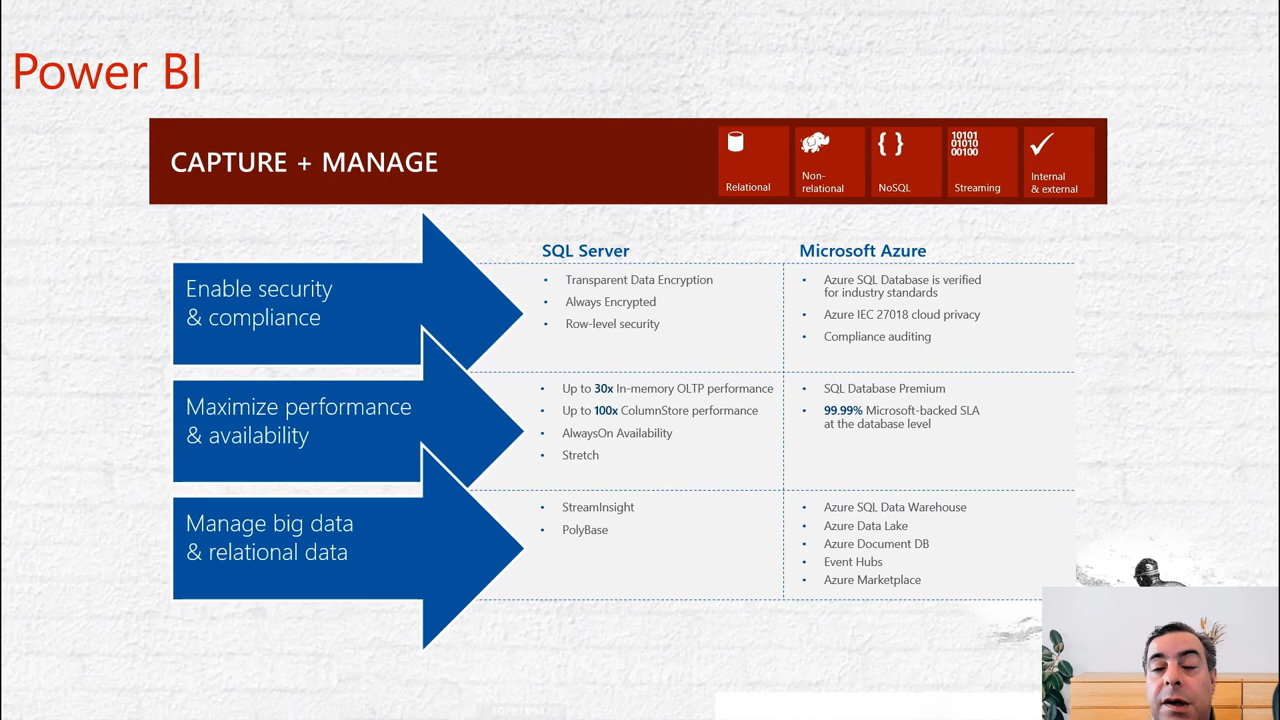 Power BI
CAPTURE + MANAGE
Relational
Non-
relational
NoSQL
10101
01010
00100
Streaming
Internal
& external
SQL Server
Microsoft Azure
Enable security
& compliance
• Transparent Data Encryption
• Always Encrypted
• Row-level security
• Azure SQL Database is verified
for industry standards
• Azure IEC 27018 cloud privacy
• Compliance auditing
Maximize performance
& availability
• Up to 30x In-memory OLTP performance
• Up to 100x ColumnStore performance
• AlwaysOn Availability
• Stretch
• SQL Database Premium
• 99.99% Microsoft-backed SLA
at the database level
Manage big data
& relational data
• StreamInsight
• PolyBase
• Azure SQL Data Warehouse
• Azure Data Lake
• Azure Document DB
• Event Hubs
• Azure Marketplace